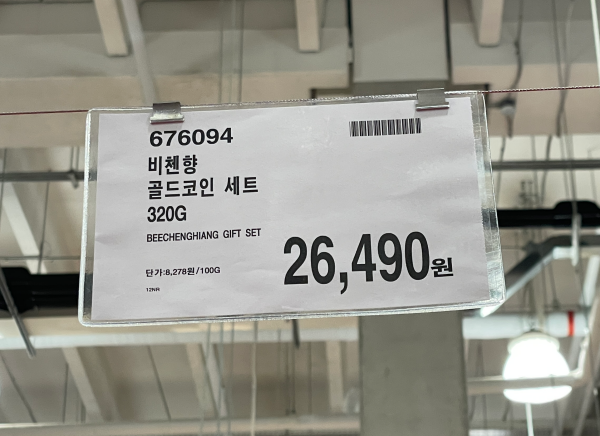 676094
비첸향
골드코인 세트
320G
BEECHENGHIANG GIFT SET
26,490원
단가:8,278원/100G
12NR